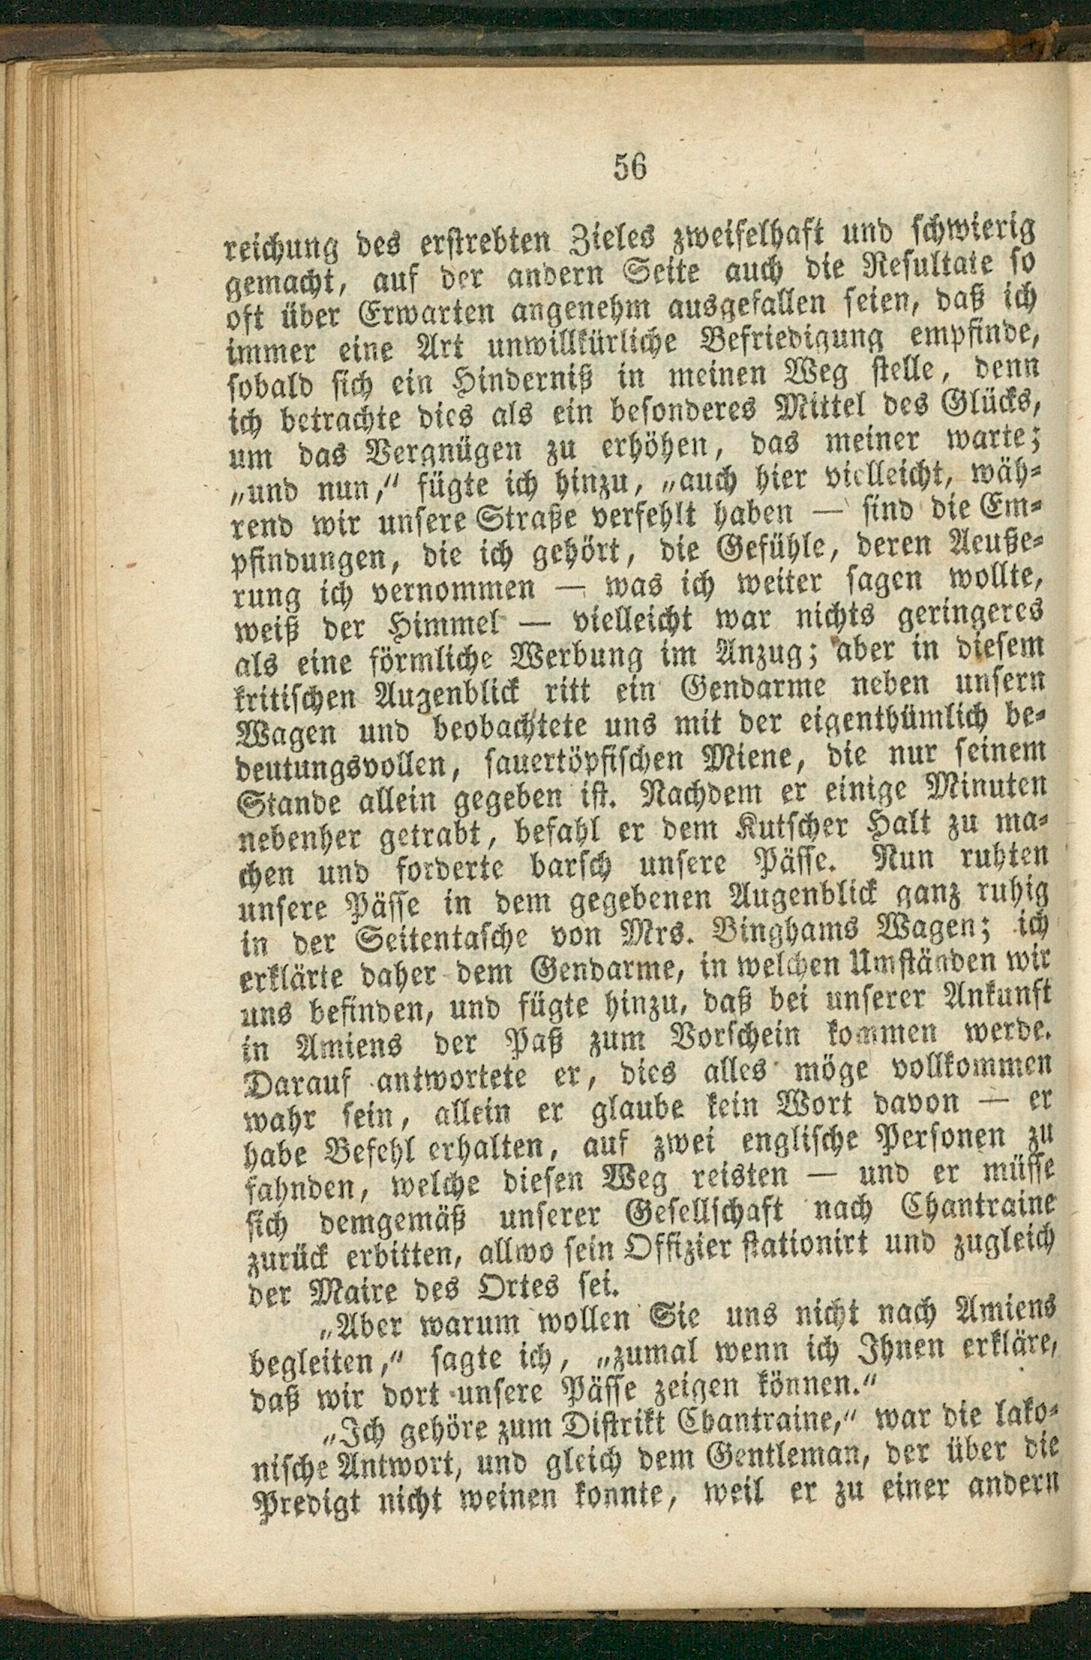 56
reichung des erstrebten Zieles zweifelhaft und schwierig
gemacht, auf der andern Seite auch die Resultate so
oft über Erwarten angenehm ausgefallen seien, daß ich
immer eine Art unwillkürliche Befriedigung empfinde,
sobald sich ein Hinderniß in meinen Weg stelle, denn
ich betrachte dies als ein besonderes Mittel des Glücks,
um das Vergnügen zu erhöhen, das meiner warte;
„und nun,“ fügte ich hinzu, „auch hier vielleicht, wäh-
rend wir unsere Straße verfehlt haben — sind die Em-
pfindungen, die ich gehört, die Gefühle, deren Aeuße-
rung ich vernommen — was ich weiter sagen wollte,
weiß der Himmel — vielleicht war nichts geringeres
als eine förmliche Werbung im Anzug; aber in diesem
kritischen Augenblick ritt ein Gendarme neben unsern
Wagen und beobachtete uns mit der eigenthümlich be-
deutungsvollen, sauertöpfischen Miene, die nur seinem
Stande allein gegeben ist. Nachdem er einige Minuten
nebenher getrabt, befahl er dem Kutscher Halt zu ma-
chen und forderte barsch unsere Pässe. Nun ruhten
unsere Pässe in dem gegebenen Augenblick ganz ruhig
in der Seitentasche von Mrs. Binghams Wagen; ich
erklärte daher dem Gendarme, in welchen Umständen wir
uns befinden, und fügte hinzu, daß bei unserer Ankunft
in Amiens der Paß zum Vorschein kommen werde.
Darauf antwortete er, dies alles möge vollkommen
wahr sein, allein er glaube kein Wort davon — er
habe Befehl erhalten, auf zwei englische Personen zu
fahnden, welche diesen Weg reisten — und er müsse
sich demgemäß unserer Gesellschaft nach Chantraine
zurück erbitten, allwo sein Offizier stationirt und zugleich
der Maire des Ortes sei.
„Aber warum wollen Sie uns nicht nach Amiens
begleiten,“ sagte ich, „zumal wenn ich Ihnen erkläre,
daß wir dort unsere Pässe zeigen können.“
„Ich gehöre zum Distrikt Chantraine,“ war die lako-
nische Antwort, und gleich dem Gentleman, der über die
Predigt nicht weinen konnte, weil er zu einer andern